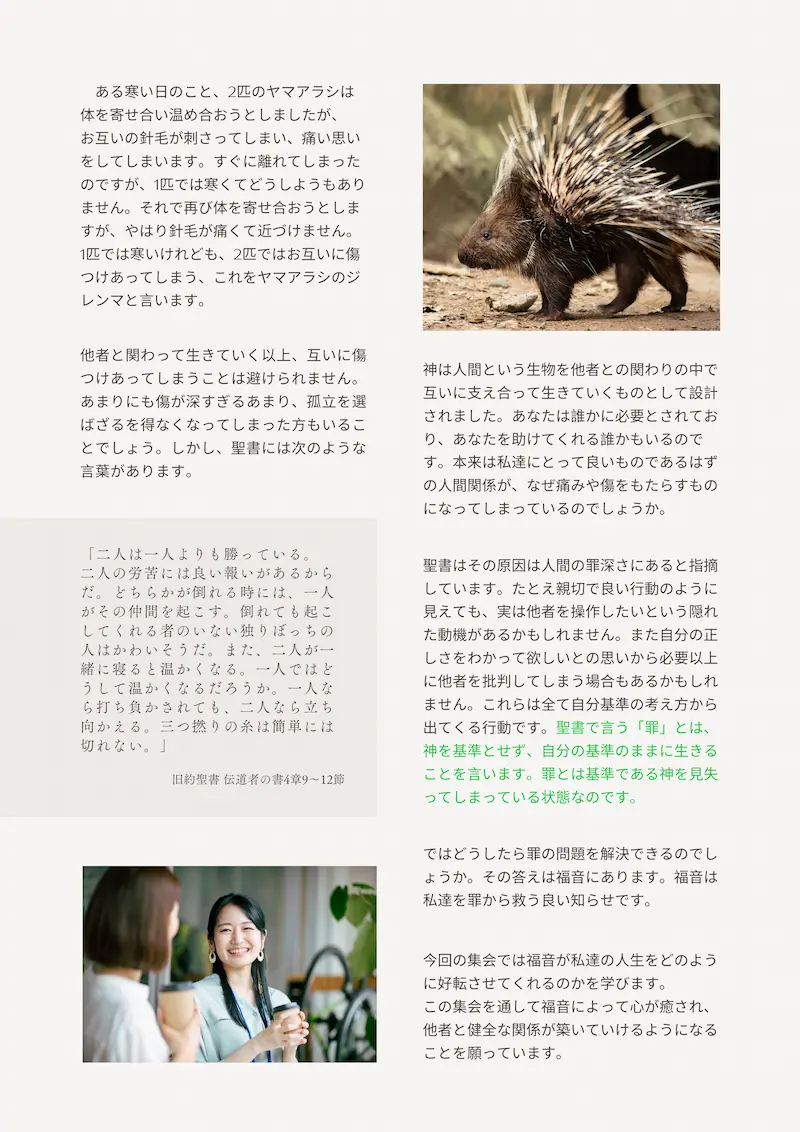 ある寒い日のこと、2匹のヤマアラシは
体を寄せ合い温め合おうとしましたが、
お互いの針毛が刺さってしまい、痛い思い
をしてしまいます。すぐに離れてしまった
のですが、1匹では寒くてどうしようもあり
ません。それで再び体を寄せ合おうとしま
すが、やはり針毛が痛くて近づけません。
1匹では寒いけれども、2匹ではお互いに傷
つけあってしまう、これをヤマアラシのジ
レンマと言います。
他者と関わって生きていく以上、互いに傷
つけあってしまうことは避けられません。
あまりにも傷が深すぎるあまり、孤立を選
ばざるを得なくなってしまった方もいるこ
とでしょう。しかし、聖書には次のような
言葉があります。
「二人は一人よりも勝っている。
二人の労苦には良い報いがあるから
だ。どちらかが倒れる時には、一人
がその仲間を起こす。倒れても起こ
してくれる者のいない独りぼっちの
人はかわいそうだ。また、二人が一
緒に寝ると温かくなる。一人ではど
うして温かくなるだろうか。一人な
ら打ち負かされても、二人なら立ち
向かえる。三つ撚りの糸は簡単には
切れない。」
旧約聖書 伝道者の書4章9〜12節
神は人間という生物を他者との関わりの中で
互いに支え合って生きていくものとして設計
されました。あなたは誰かに必要とされてお
り、あなたを助けてくれる誰かもいるので
す。本来は私達にとって良いものであるはず
の人間関係が、なぜ痛みや傷をもたらすもの
になってしまっているのでしょうか。
聖書はその原因は人間の罪深さにあると指摘
しています。たとえ親切で良い行動のように
見えても、実は他者を操作したいという隠れ
た動機があるかもしれません。また自分の正
しさをわかって欲しいとの思いから必要以上
に他者を批判してしまう場合もあるかもしれ
ません。これらは全て自分基準の考え方から
出てくる行動です。聖書で言う「罪」とは、
神を基準とせず、自分の基準のままに生きる
ことを言います。罪とは基準である神を見失
ってしまっている状態なのです。
ではどうしたら罪の問題を解決できるのでし
ょうか。その答えは福音にあります。福音は
私達を罪から救う良い知らせです。
今回の集会では福音が私達の人生をどのよう
に好転させてくれるのかを学びます。
この集会を通して福音によって心が癒され、
他者と健全な関係が築いていけるようになる
ことを願っています。